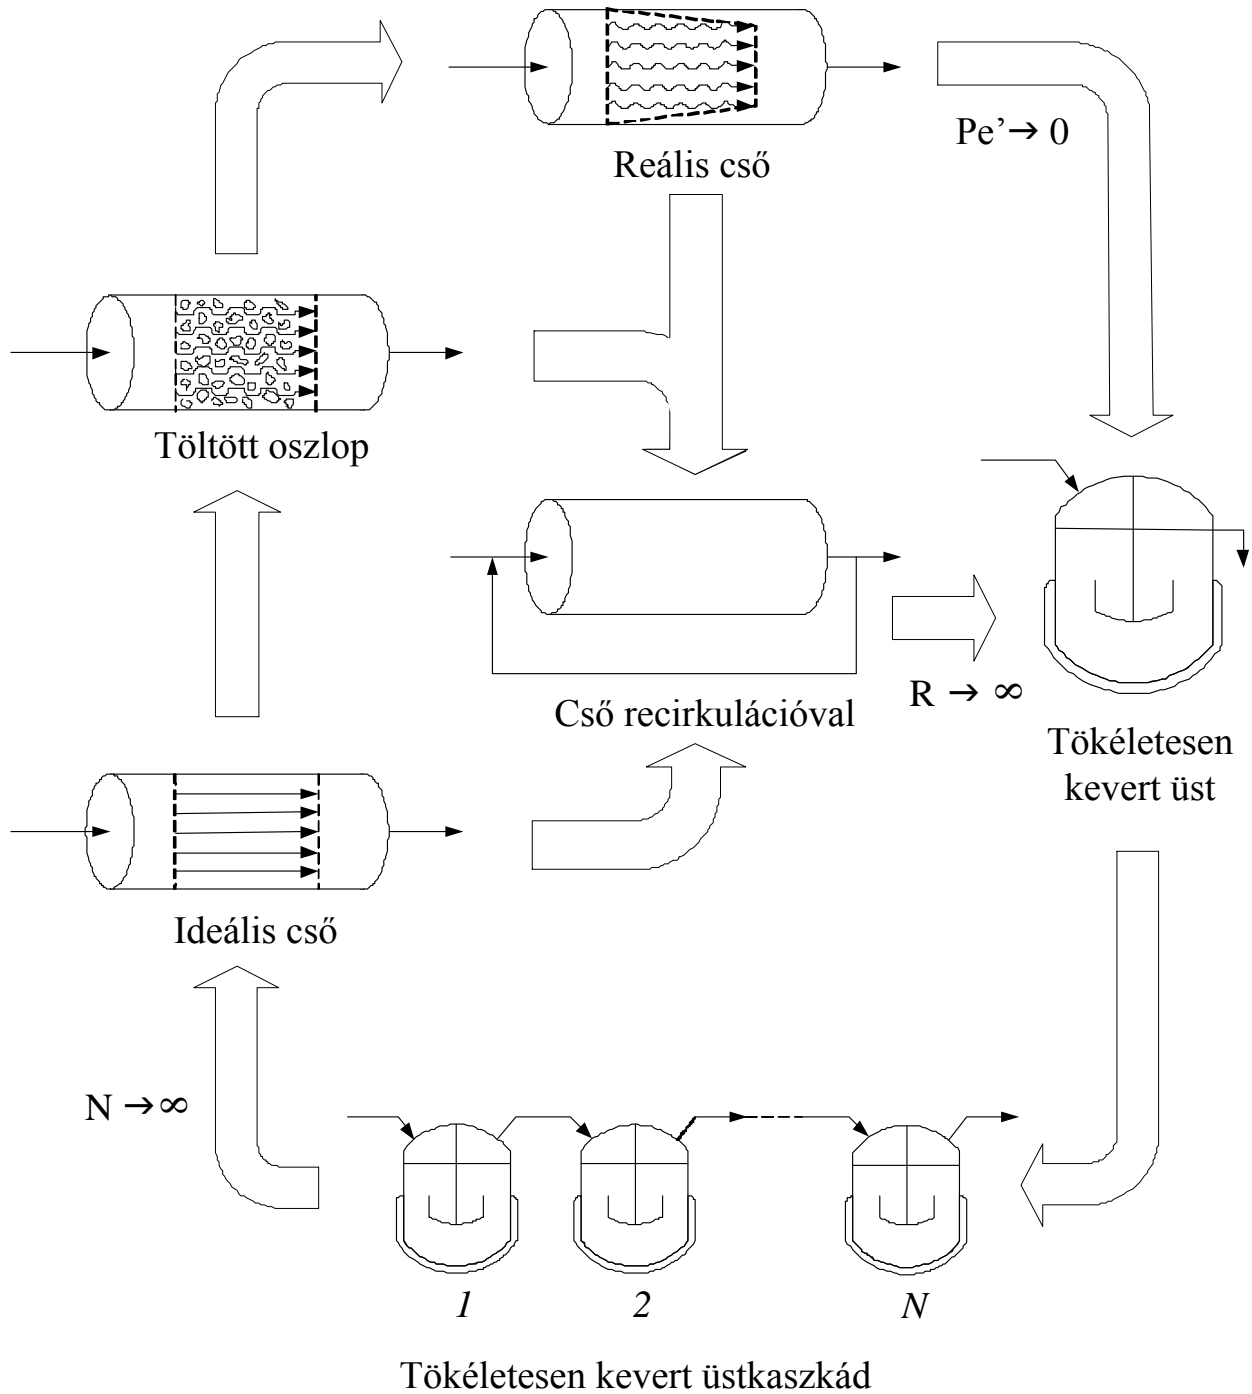 Reális cső
Pe’→ 0
Töltött oszlop
Cső recirkulációval
R → ∞
Tökéletesen
kevert üst
Ideális cső
N →∞
1
2
N
Tökéletesen kevert üstkaszkád